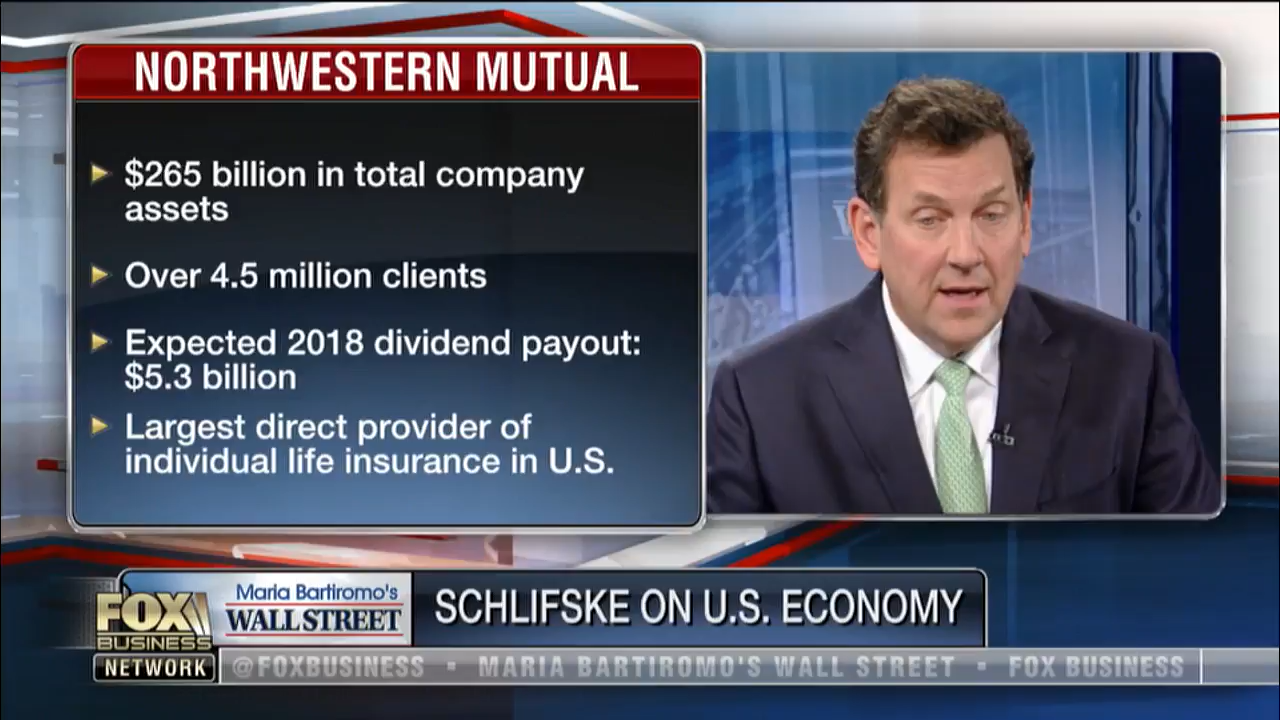 NORTHWESTERN MUTUAL
$265 billion in total company
assets
Over 4.5 million clients
Expected 2018 dividend payout:
$5.3 billion
Largest direct provider of
individual life insurance in U.S.
FOX
BUSINESS
NETWORK
Maria Bartiromo's
WALL STREET
SCHLIFSKE ON U.S. ECONOMY
@FOXBUSINESS ▪ MARIA BARTIROMO'S WALL STREET ▪ FOX BUSINESS